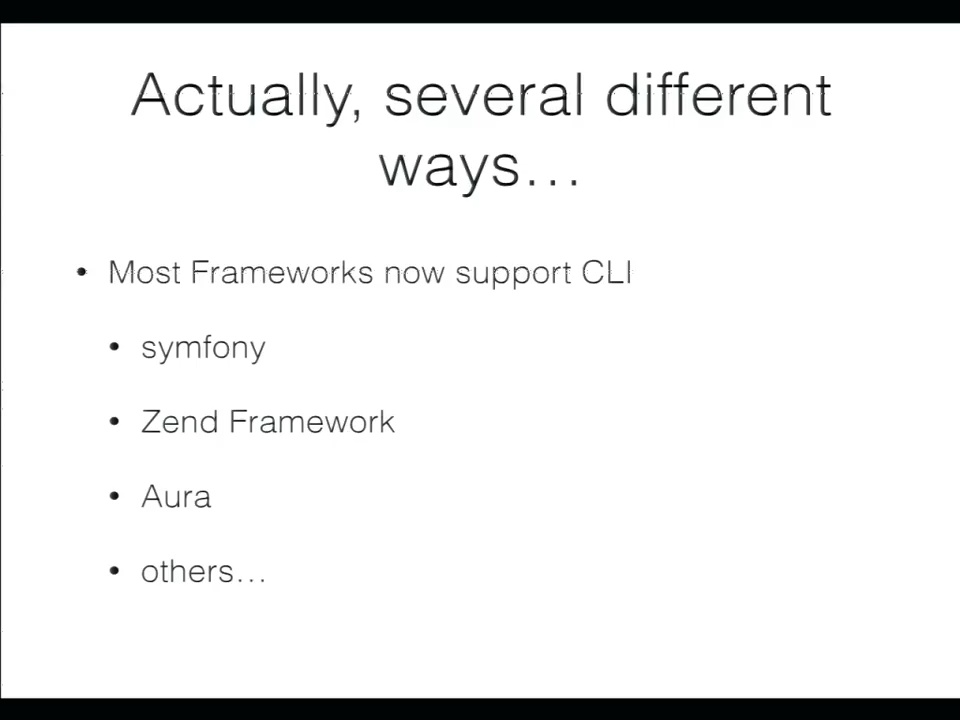 Actually, several different
ways…
• Most Frameworks now support CLI
• symfony
• Zend Framework
• Aura
• others…